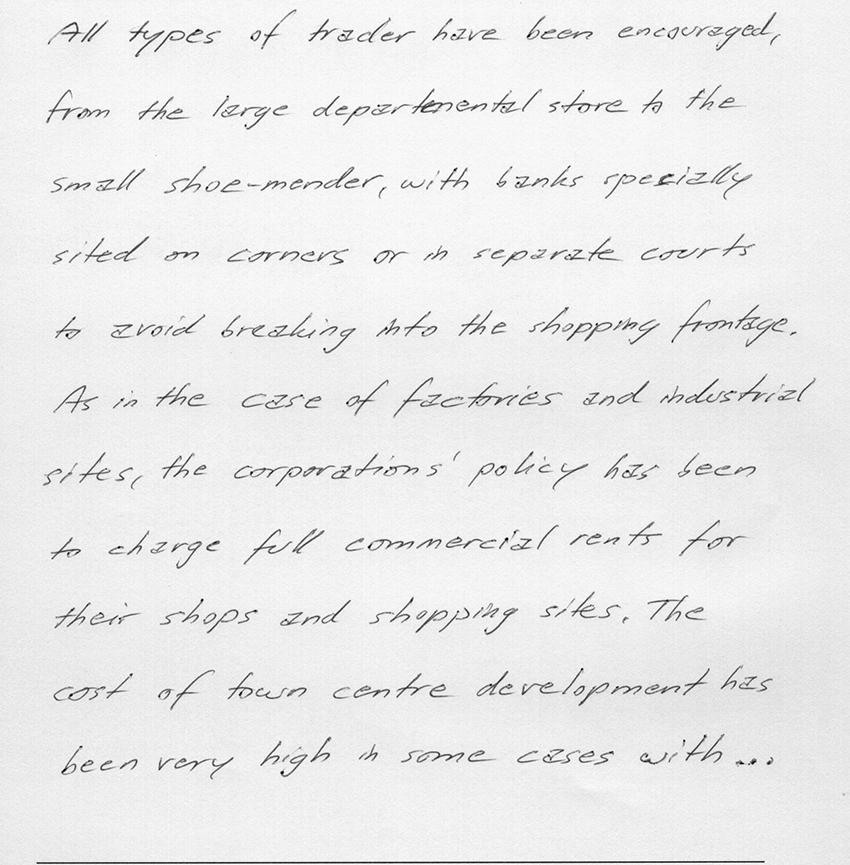 All types of trader have been encouraged,
from the large departmental store to the
small shoe-mender, with banks specially
sited on corners or in separate courts
to avoid breaking into the shopping frontage.
As in the case of factories and industrial
sites, the corporations' policy has been
to charge full commercial rents for
their shops and shopping sites. The
cost of town centre development has
been very high in some cases with...